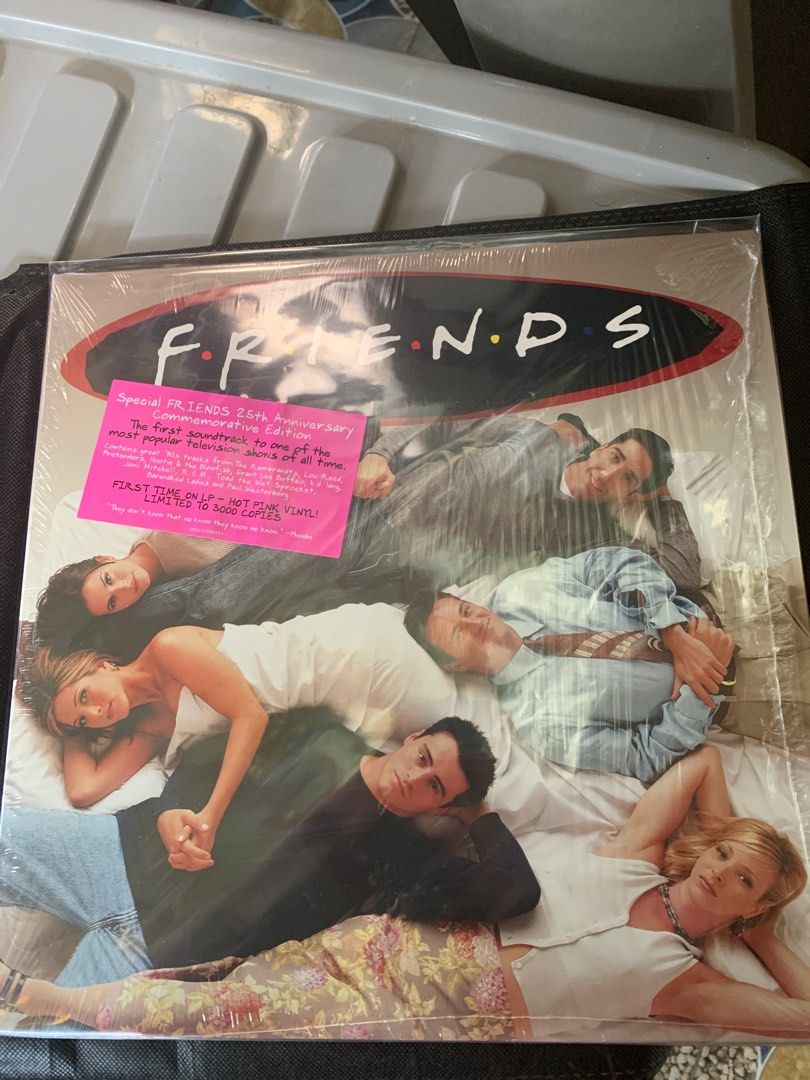 F·R·I·E·N·D·S
Special FRIENDS 25th Anniversary
Commemorative Edition
The first soundtrack to one of the
most popular television shows of all time.
Contains great '90s tracks from The Rembrandts, Lou Reed,
Pretenders, Hootie & the Blowfish, Grant Lee Buffalo, k.d. lang,
Joni Mitchell, R.E.M., Toad the Wet Sprocket,
Barenaked Ladies and Paul Westerberg
FIRST TIME ON LP – HOT PINK VINYL!
LIMITED TO 3000 COPIES
"They don't know that we know they know we know." –Phoebe